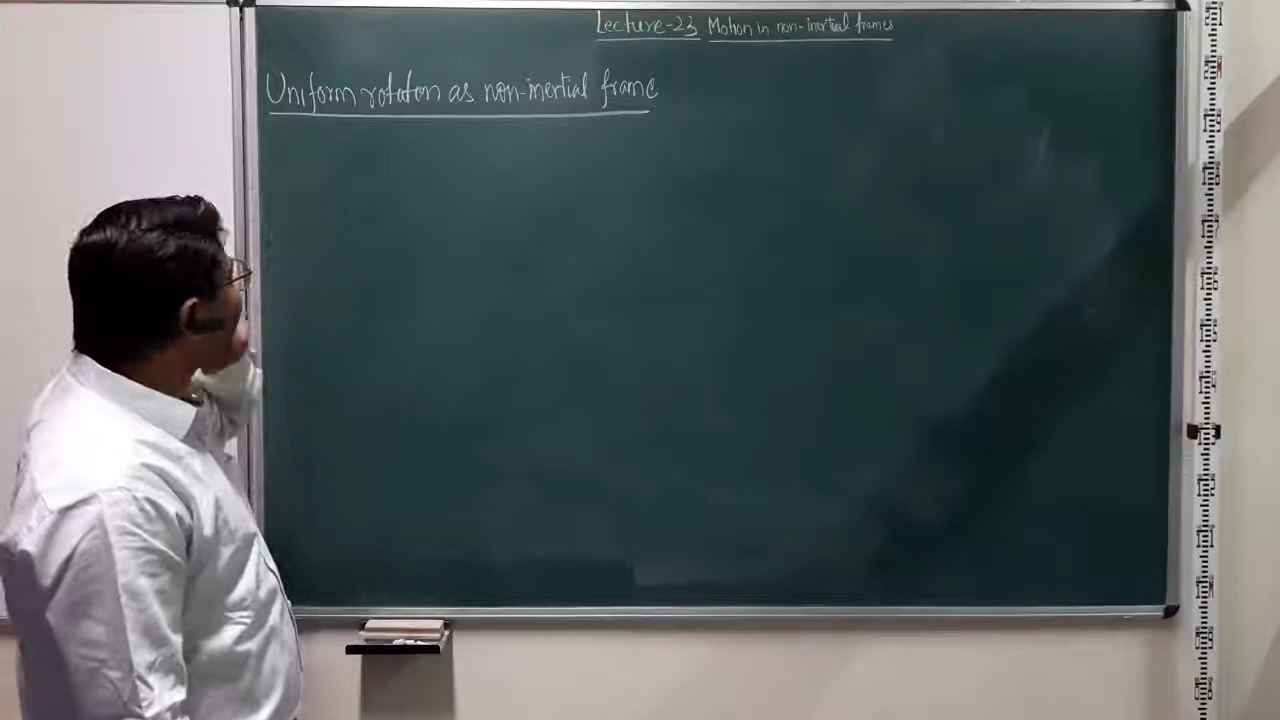 Lecture-23 Motion in non-inertial frames
Uniform rotation as non-inertial frame